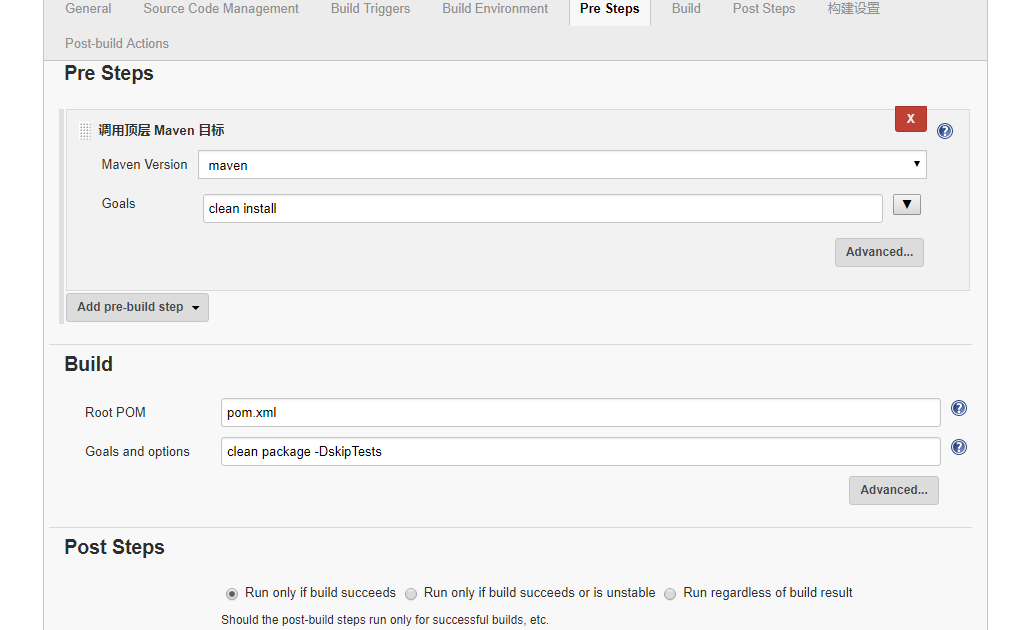 General Source Code Management Build Triggers Build Environment Pre Steps Build Post Steps 构建设置
Post-build Actions
Pre Steps
调用顶层 Maven 目标
X
Maven Version maven
Goals clean install
Advanced...
Add pre-build step
Build
Root POM pom.xml
Goals and options clean package -DskipTests
Advanced...
Post Steps
Run only if build succeeds Run only if build succeeds or is unstable Run regardless of build result
Should the post-build steps run only for successful builds, etc.